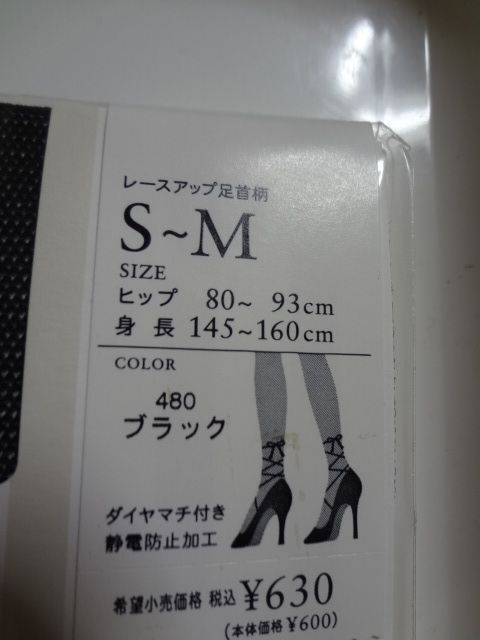 レースアップ足首柄
S~M
SIZE
ヒップ 80~ 93cm
身長 145~160cm
COLOR
480
ブラック
ダイヤマチ付き
静電防止加工
希望小売価格 税込 ¥630
(本体価格 ¥600)